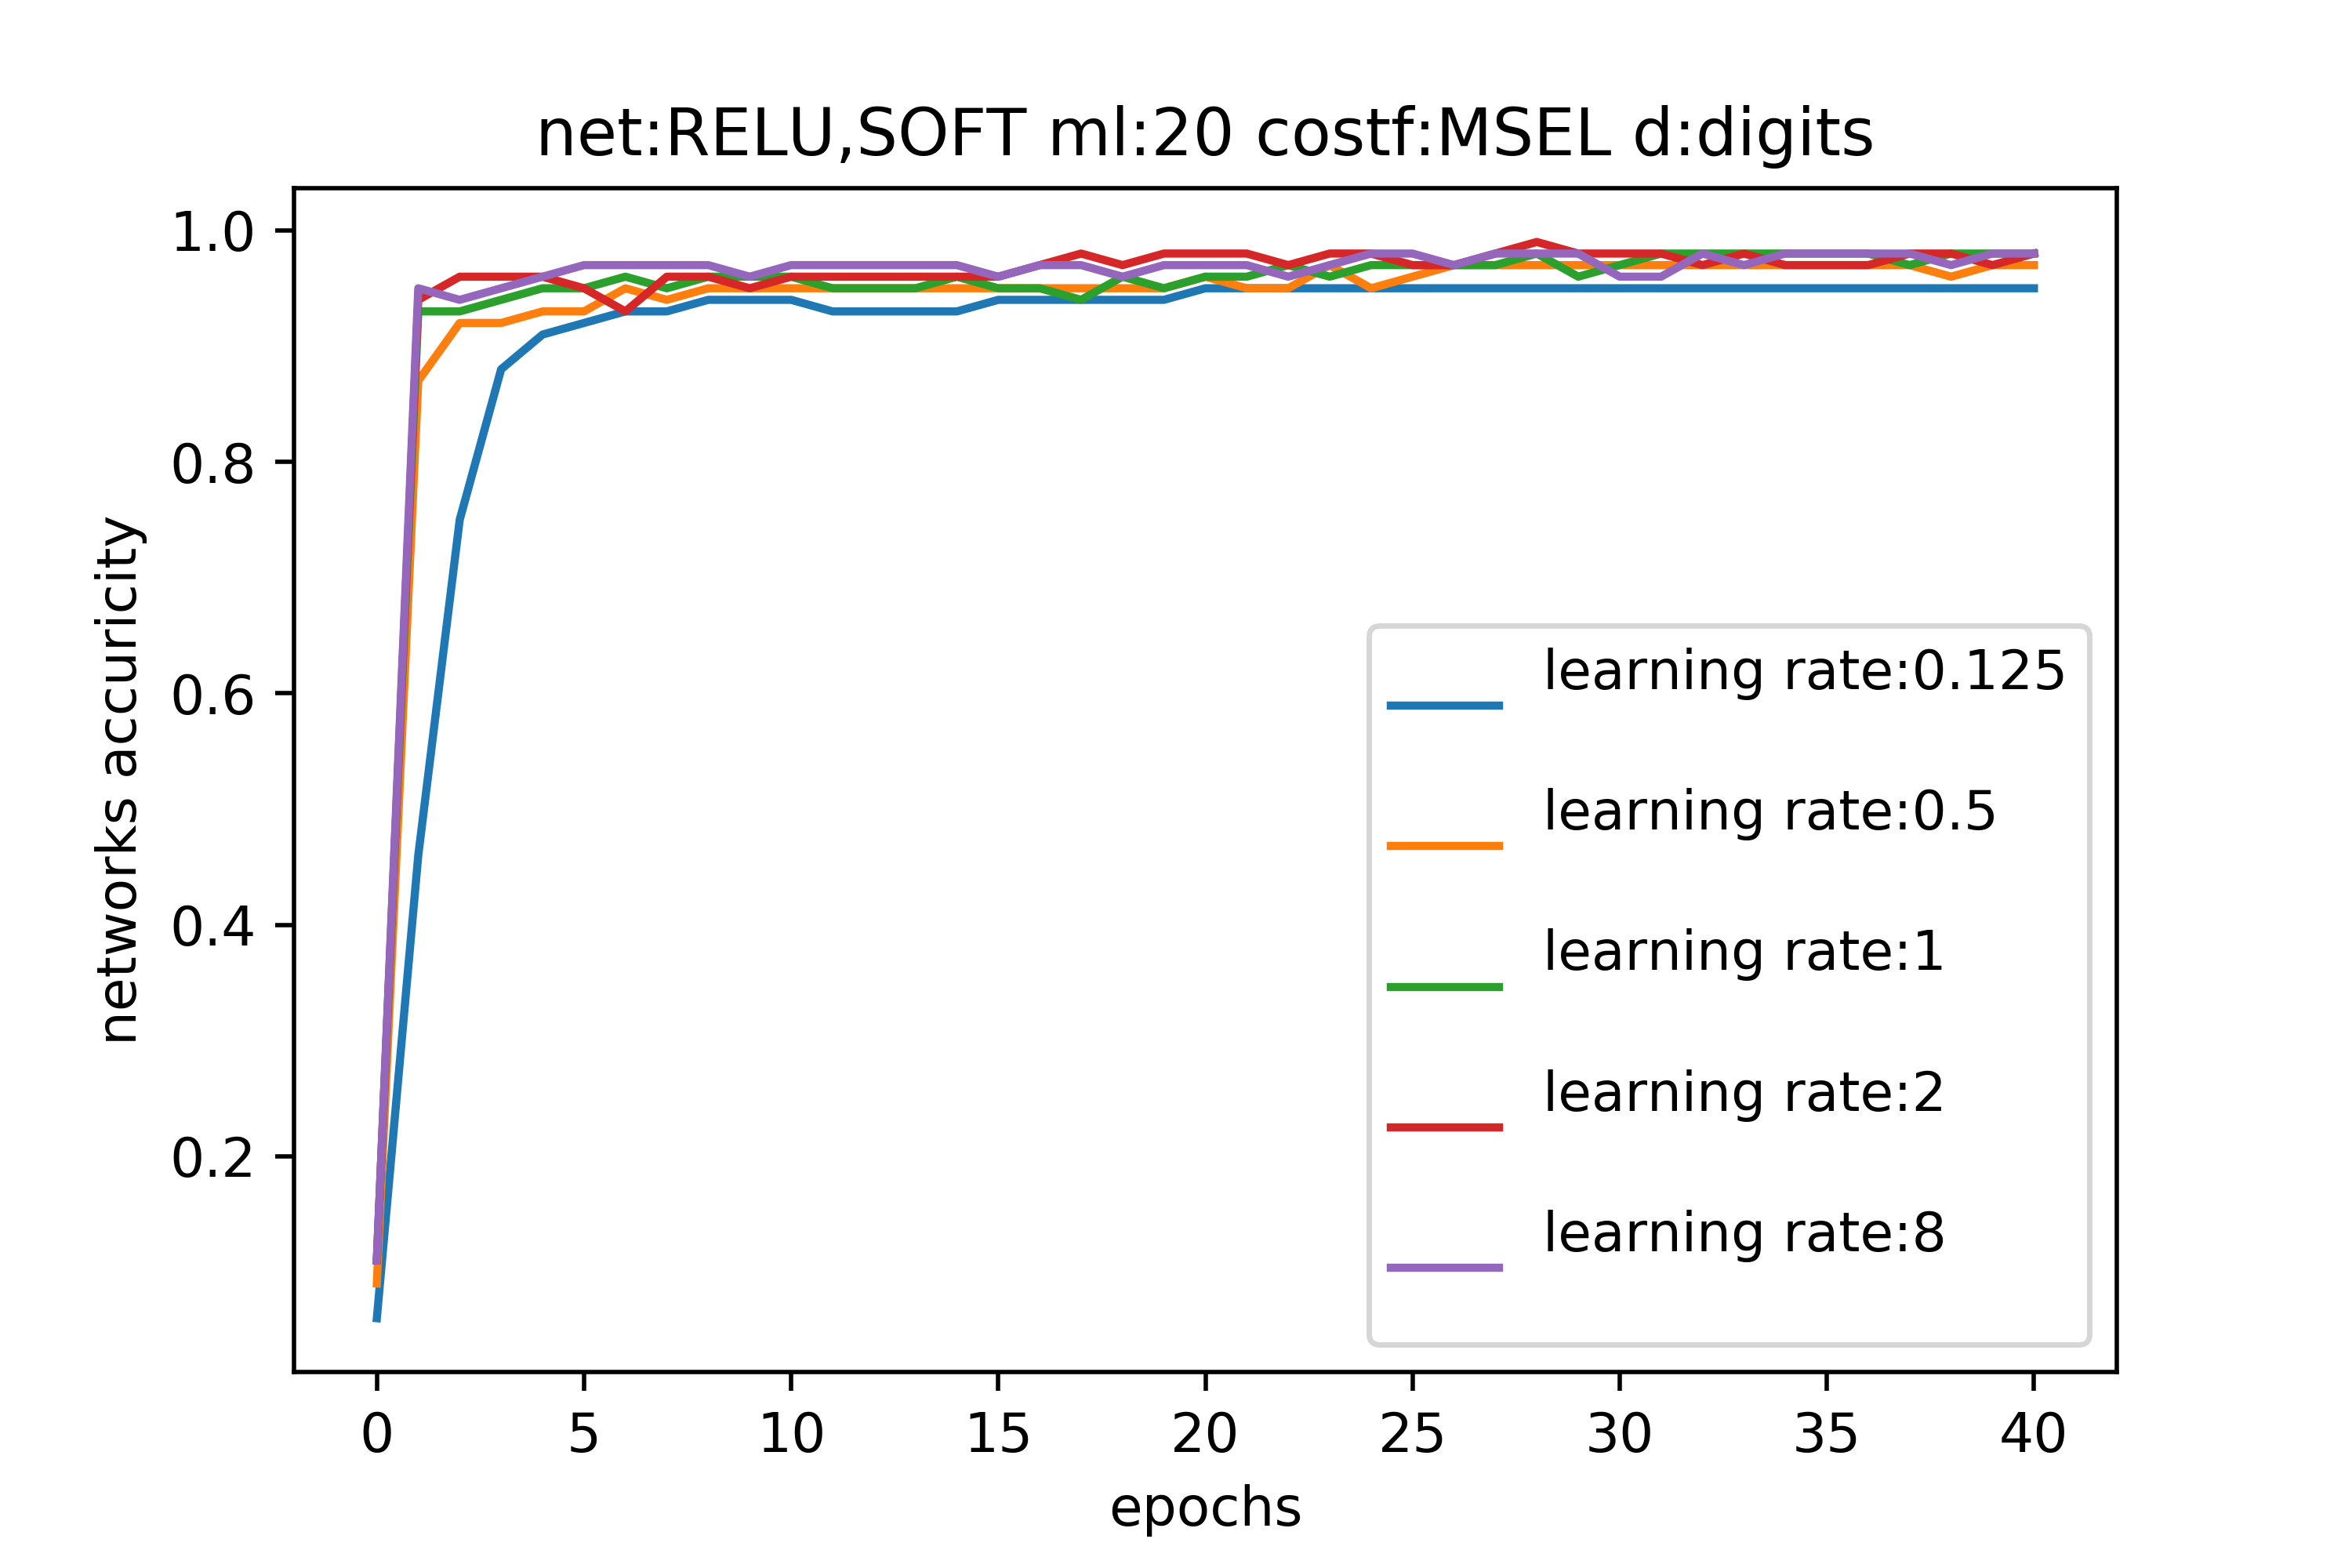 net:RELU,SOFT ml:20 costf:MSEL d:digits
1.0
0.8
0.6
0.4
0.2
networks accuricity
learning rate:0.125
learning rate:0.5
learning rate:1
learning rate:2
learning rate:8
0 5 10 15 20 25 30 35 40
epochs